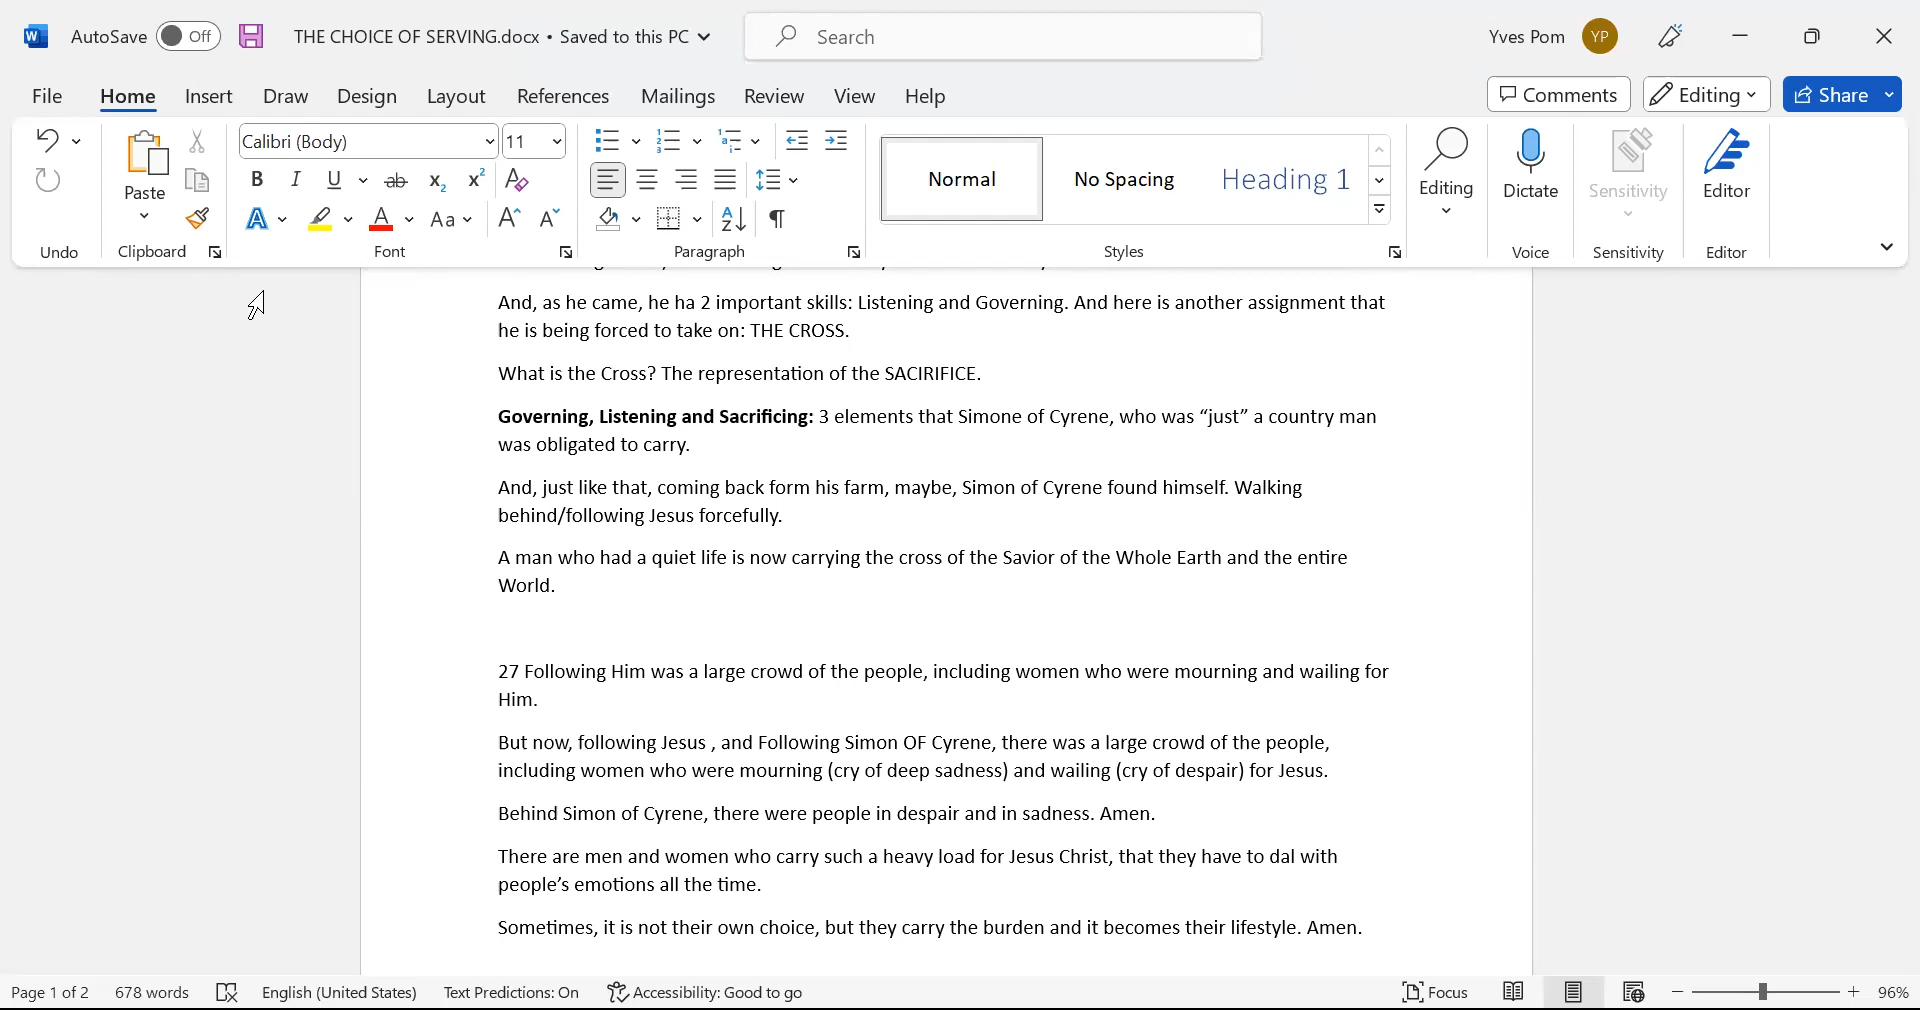 AutoSave Off THE CHOICE OF SERVING.docx • Saved to this PC Search Yves Pom YP
File Home Insert Draw Design Layout References Mailings Review View Help Comments Editing Share
Calibri (Body) 11
Paste Normal No Spacing Heading 1 Editing Dictate Sensitivity Editor
Undo Clipboard Font Paragraph Styles Voice Sensitivity Editor
And, as he came, he ha 2 important skills: Listening and Governing. And here is another assignment that
he is being forced to take on: THE CROSS.
What is the Cross? The representation of the SACIRIFICE.
Governing, Listening and Sacrificing: 3 elements that Simone of Cyrene, who was “just” a country man
was obligated to carry.
And, just like that, coming back form his farm, maybe, Simon of Cyrene found himself. Walking
behind/following Jesus forcefully.
A man who had a quiet life is now carrying the cross of the Savior of the Whole Earth and the entire
World.
27 Following Him was a large crowd of the people, including women who were mourning and wailing for
Him.
But now, following Jesus , and Following Simon OF Cyrene, there was a large crowd of the people,
including women who were mourning (cry of deep sadness) and wailing (cry of despair) for Jesus.
Behind Simon of Cyrene, there were people in despair and in sadness. Amen.
There are men and women who carry such a heavy load for Jesus Christ, that they have to dal with
people’s emotions all the time.
Sometimes, it is not their own choice, but they carry the burden and it becomes their lifestyle. Amen.
Page 1 of 2 678 words English (United States) Text Predictions: On Accessibility: Good to go Focus 96%